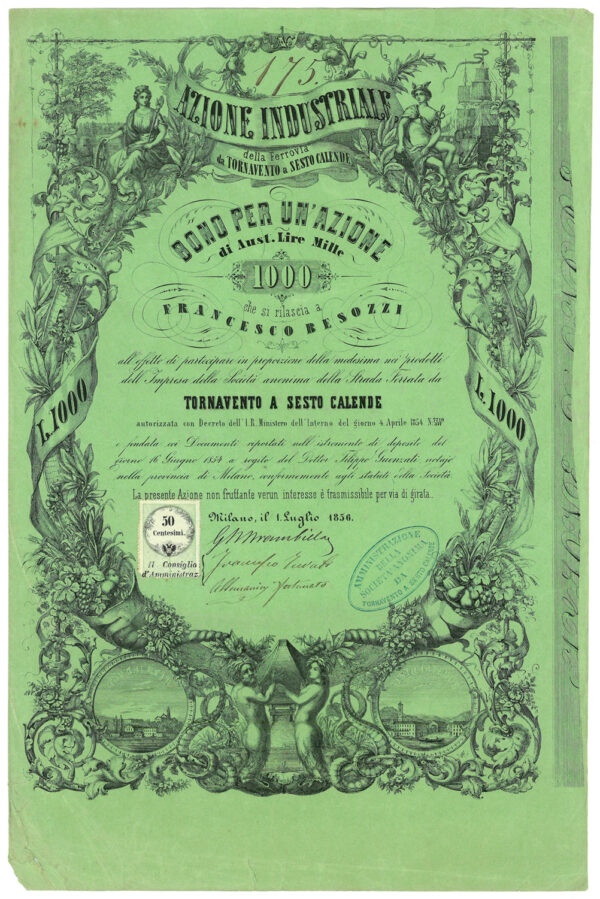 175
AZIONE INDUSTRIALE
della ferrovia
da TORNAVENTO a SESTO CALENDE
BONO PER UN'AZIONE
di Aust. Lire Mille
1000
che si rilascia a
FRANCESCO BESOZZI
all'effetto di partecipare in proporzione della medesima nei prodotti
dell'Impresa della Società anonima della Strada Ferrata da
TORNAVENTO A SESTO CALENDE
autorizzata con Decreto dell'I. R. Ministero dell'Interno del giorno 4. Aprile 1854 N.
e fondata sui Documenti riportati nell'istromento di deposito del
giorno 16 Giugno 1854 a rogito del Dottor Filippo Guenzati notajo
nella provincia di Milano, conformemente agli statuti della Società.
La presente Azione non fruttante verun interesse è trasmissibile per via di girata.
Milano, il 1. Luglio 1856.
L. 1000
L. 1000
50
Centesimi.
Il Consiglio
d'Amministraz.
AMMINISTRAZIONE
DELLA
SOCIETÀ ANONIMA
DA
TORNAVENTO A SESTO CALENDE